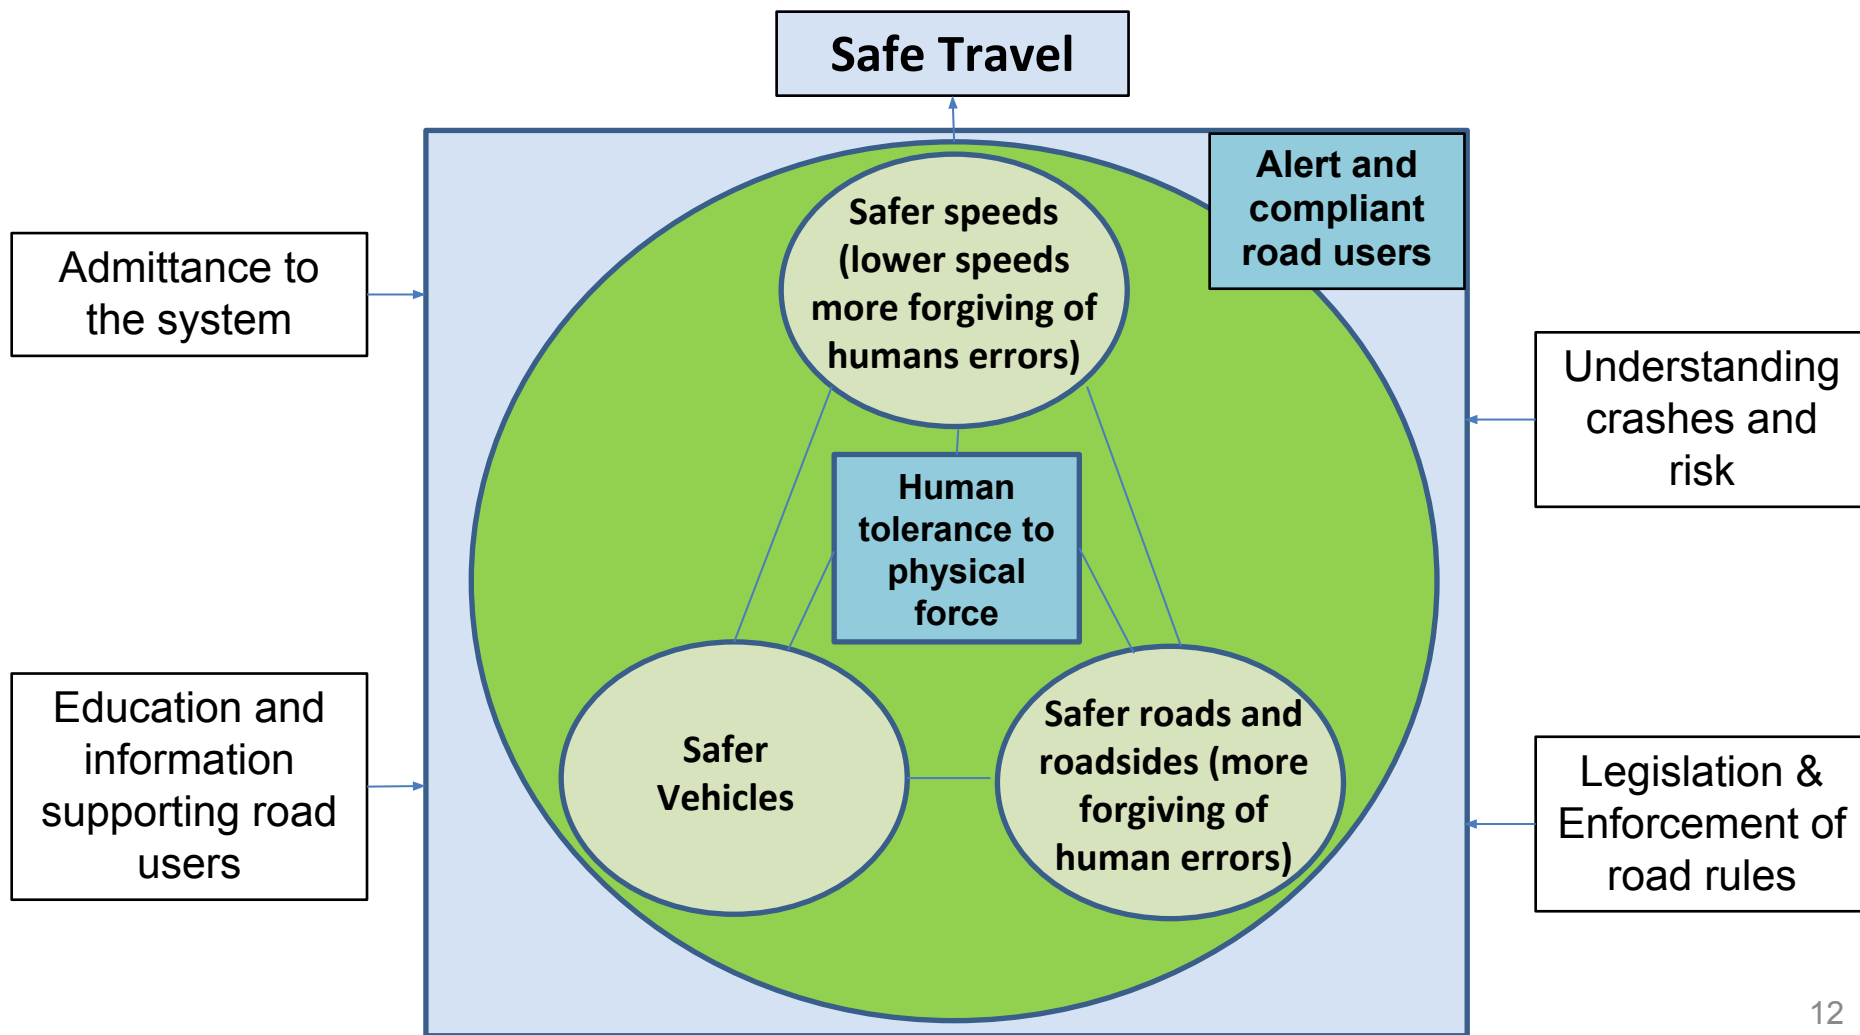 Safe Travel
Alert and
compliant
road users
Safer speeds
(lower speeds
more forgiving of
humans errors)
Admittance to
the system
Understanding
crashes and
risk
Human
tolerance to
physical
force
Education and
information
supporting road
users
Safer
Vehicles
Safer roads and
roadsides (more
forgiving of
human errors)
Legislation &
Enforcement of
road rules
12